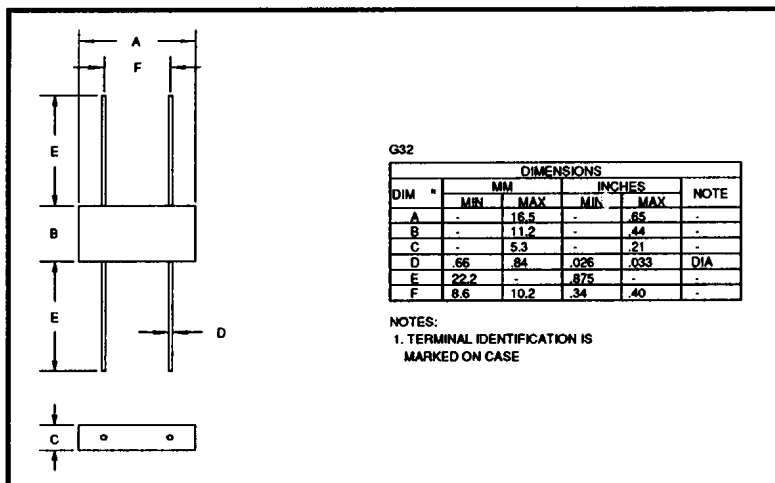 A
F
E
B
E
D
C
G32
DIMENSIONS
DIM " MM INCHES NOTE
MIN MAX MIN MAX
A - 16.5 - .65 -
B - 11.2 - .44 -
C - 5.3 - .21 -
D .66 .84 .026 .033 DIA
E 22.2 - .875 - -
F 8.6 10.2 .34 .40 -
NOTES:
1. TERMINAL IDENTIFICATION IS
MARKED ON CASE